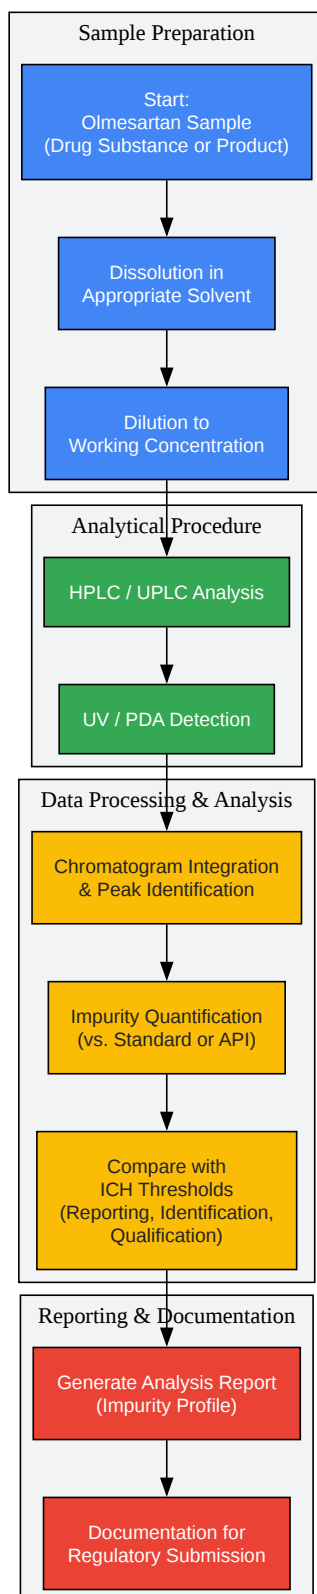 Sample Preparation
Start:
Olmesartan Sample
(Drug Substance or Product)
Dissolution in
Appropriate Solvent
Dilution to
Working Concentration
Analytical Procedure
HPLC / UPLC Analysis
UV / PDA Detection
Data Processing & Analysis
Chromatogram Integration
& Peak Identification
Impurity Quantification
(vs. Standard or API)
Compare with
ICH Thresholds
(Reporting, Identification,
Qualification)
Reporting & Documentation
Generate Analysis Report
(Impurity Profile)
Documentation for
Regulatory Submission